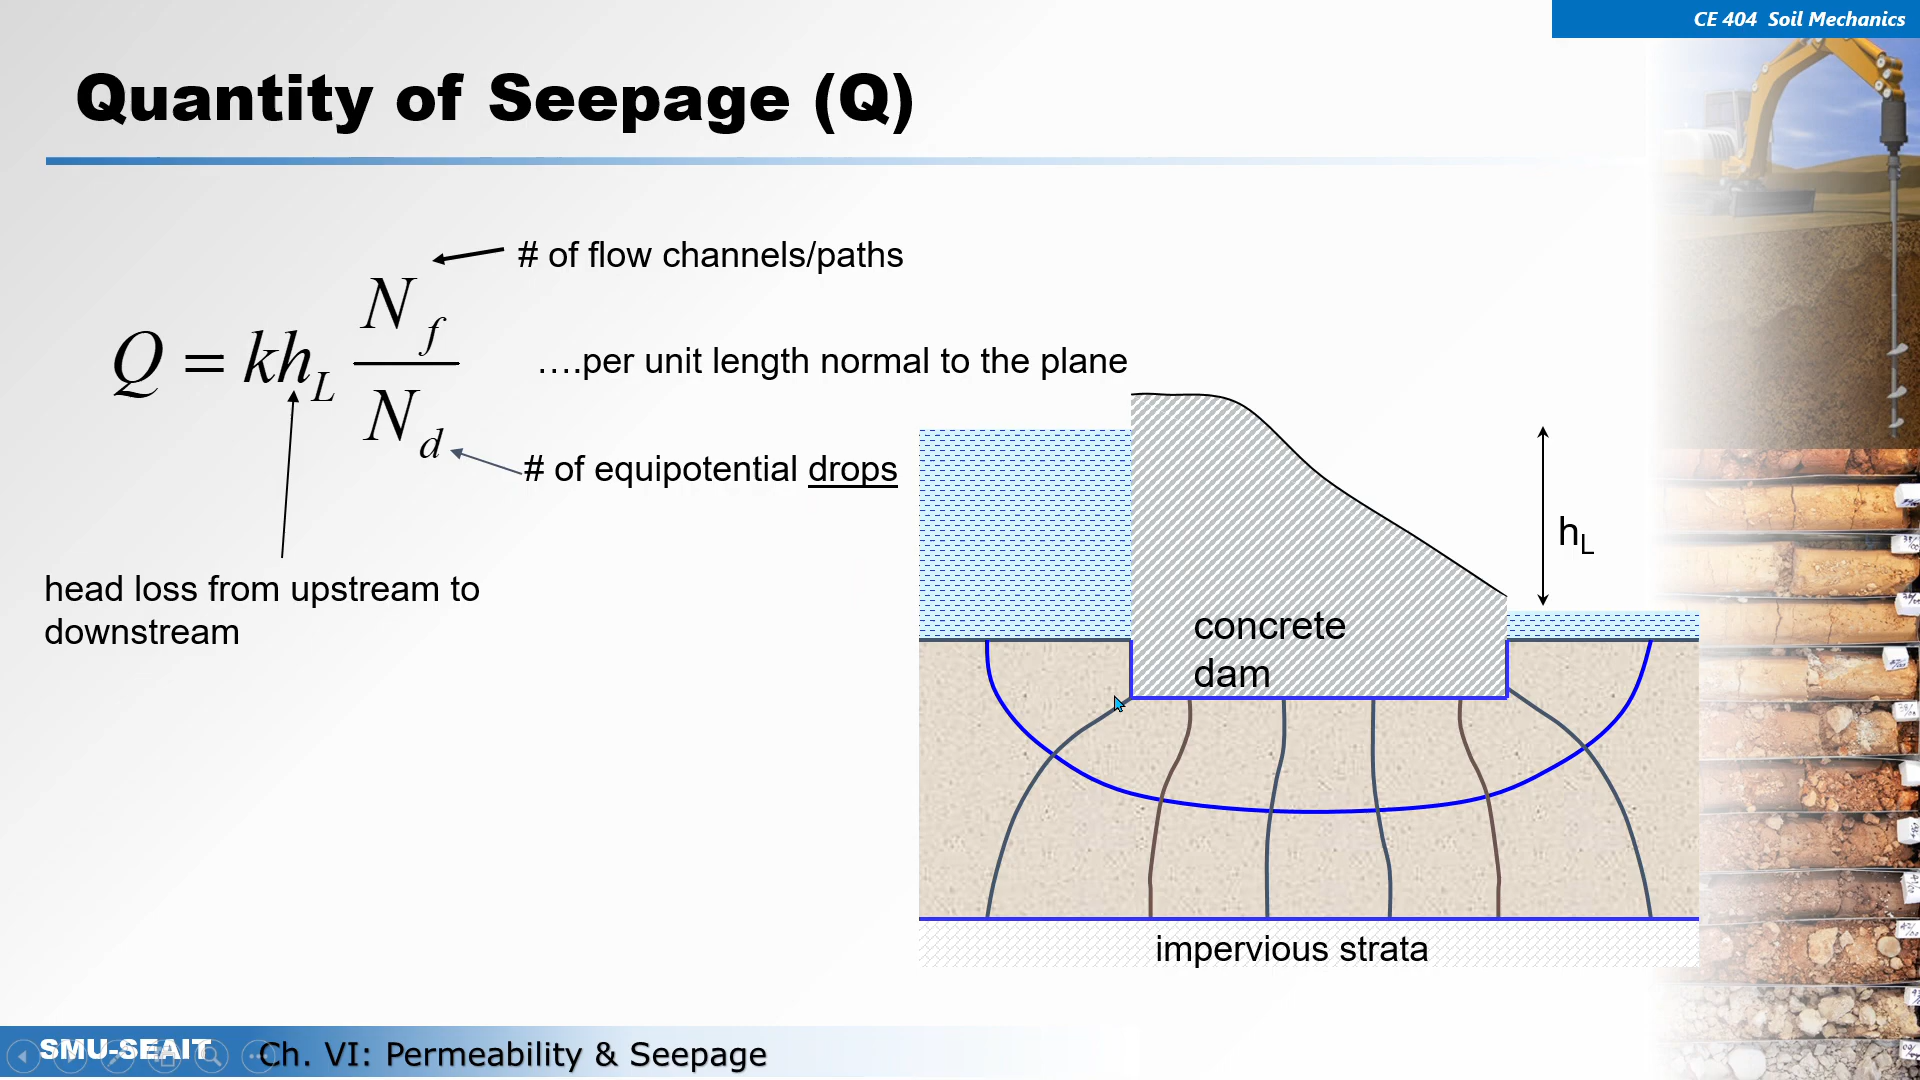 CE 404 Soil Mechanics
Quantity of Seepage (Q)
# of flow channels/paths
Q = kh_L N_f / N_d
….per unit length normal to the plane
# of equipotential drops
head loss from upstream to
downstream
h_L
concrete
dam
impervious strata
SMU-SEAIT
Ch. VI: Permeability & Seepage